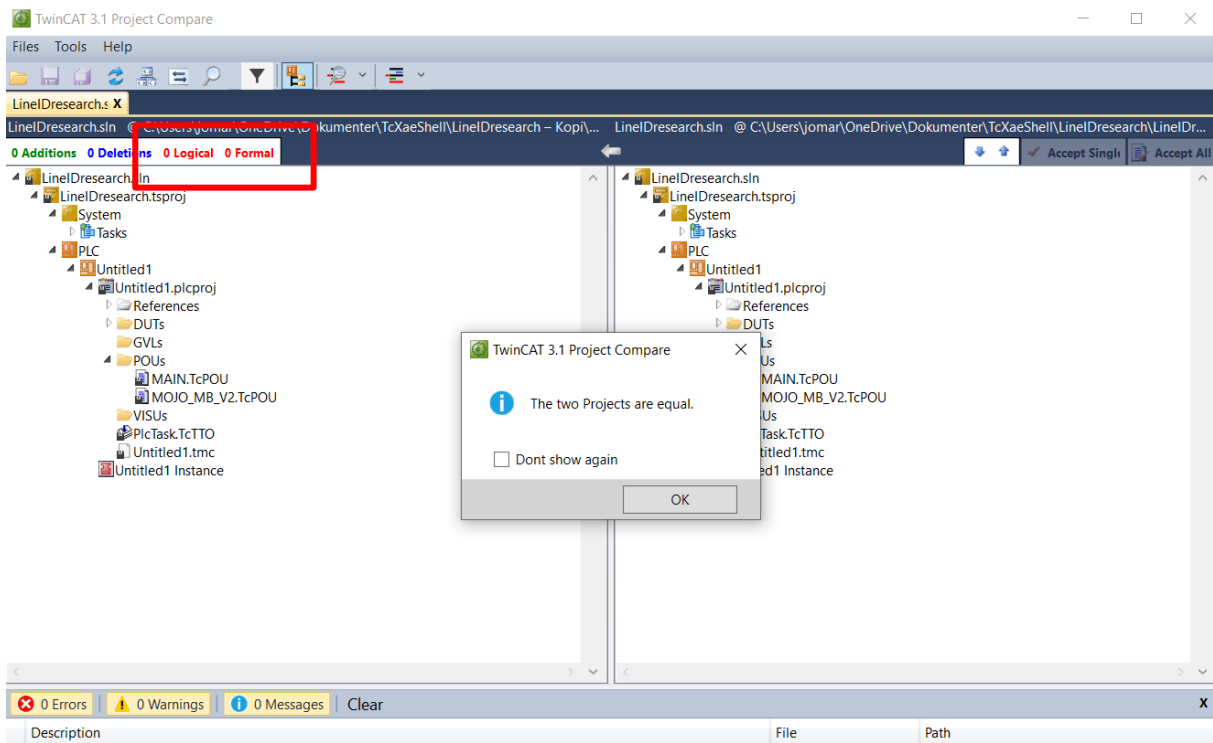 TwinCAT 3.1 Project Compare
Files Tools Help
LineIDresearch.s X
LineIDresearch.sln @ C:\Users\jomar\OneDrive\Dokumenter\TcXaeShell\LineIDresearch – Kopi\... LineIDresearch.sln @ C:\Users\jomar\OneDrive\Dokumenter\TcXaeShell\LineIDresearch\LineIDr...
0 Additions 0 Deletions 0 Logical 0 Formal Accept Single Accept All
LineIDresearch.sln LineIDresearch.sln
LineIDresearch.tsproj LineIDresearch.tsproj
System System
Tasks Tasks
PLC PLC
Untitled1 Untitled1
Untitled1.plcproj Untitled1.plcproj
References References
DUTs DUTs
GVLs Ls
POUs Us
MAIN.TcPOU MAIN.TcPOU
MOJO_MB_V2.TcPOU MOJO_MB_V2.TcPOU
VISUs Us
PlcTask.TcTTO Task.TcTTO
Untitled1.tmc titled1.tmc
Untitled1 Instance ed1 Instance
TwinCAT 3.1 Project Compare
The two Projects are equal.
Dont show again
OK
0 Errors 0 Warnings 0 Messages Clear X
Description File Path